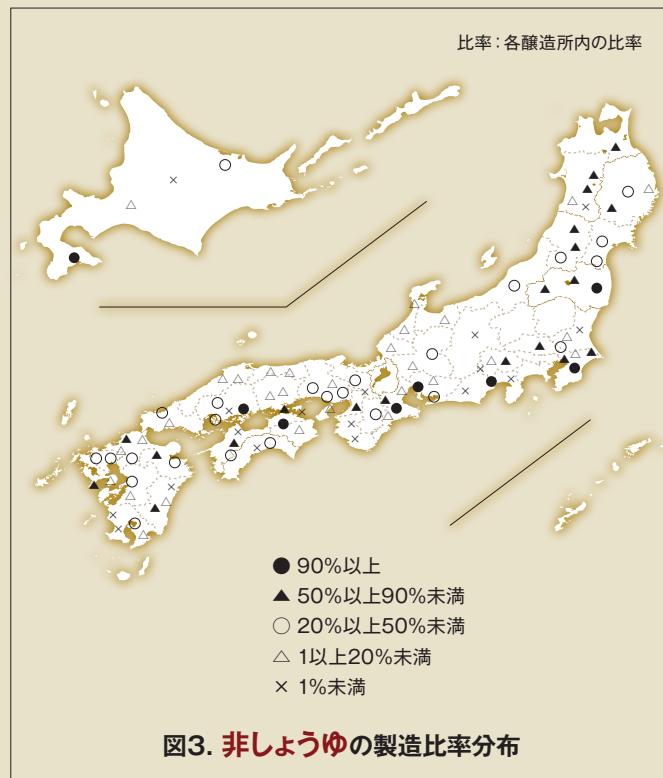 比率：各醸造所内の比率
● 90%以上
▲ 50%以上90%未満
○ 20%以上50%未満
△ 1以上20%未満
× 1%未満
図3. 非しょうゆの製造比率分布